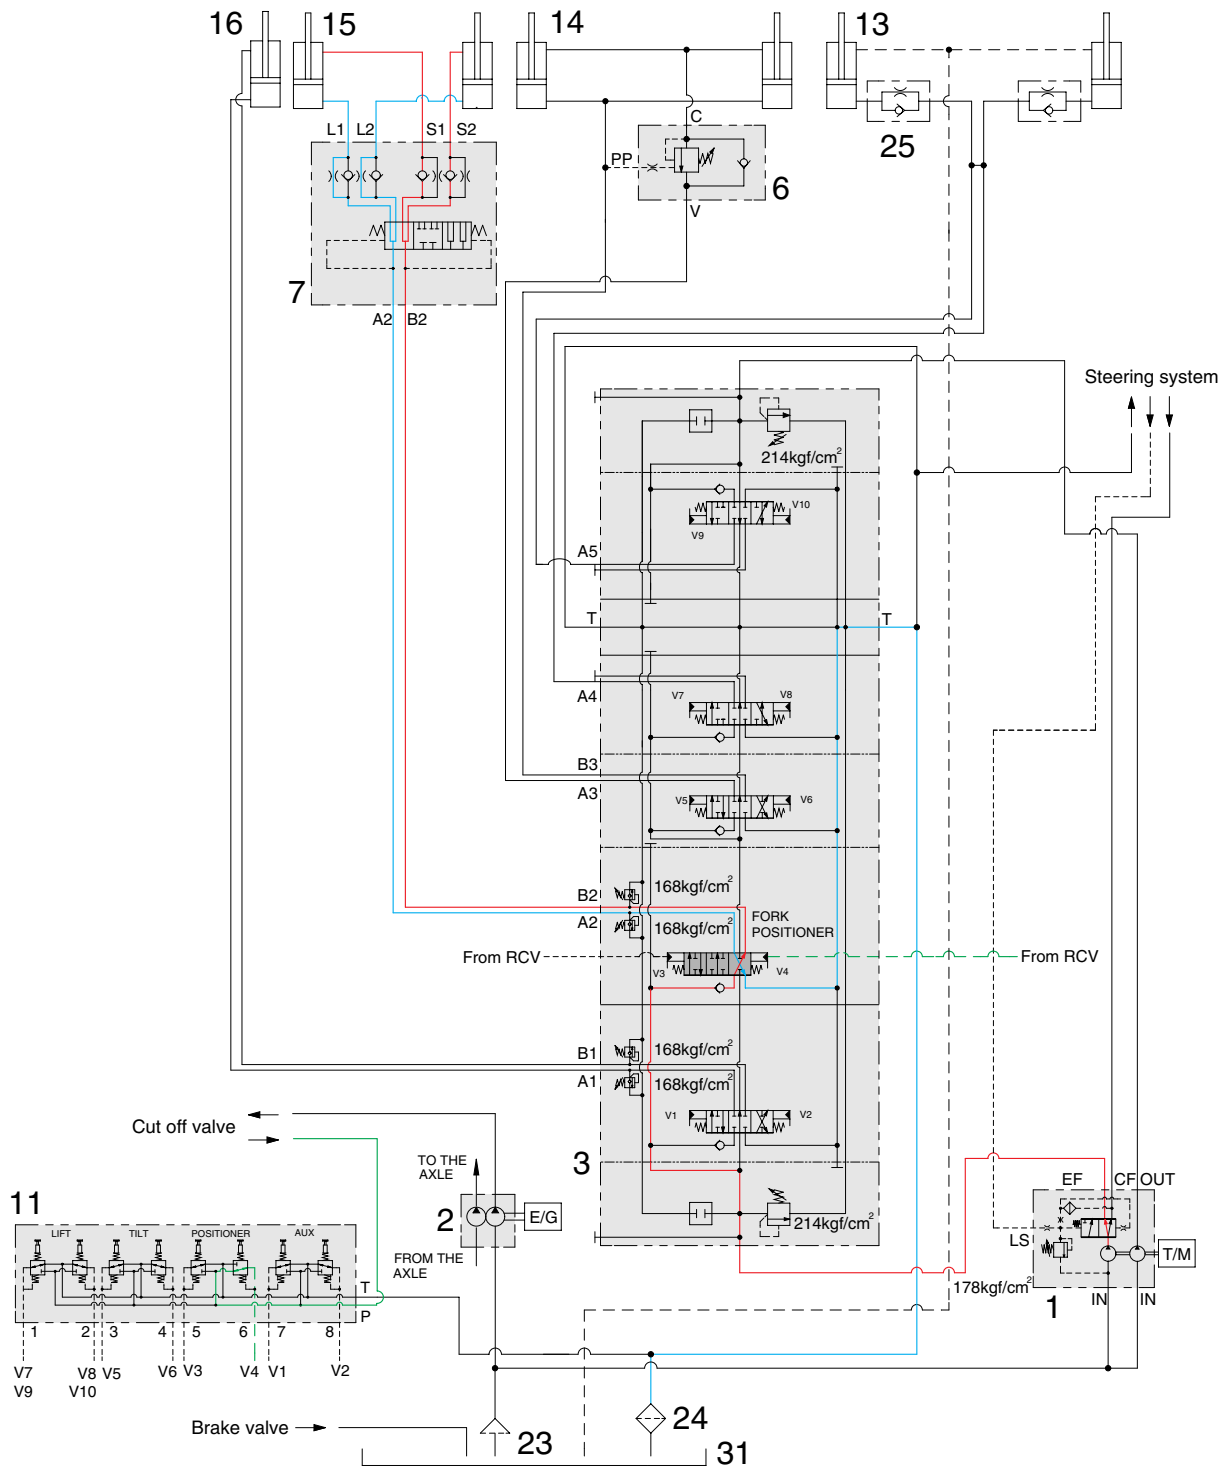 16
15
14
13
L1 L2 S1 S2
C
PP
25
6
V
7
A2 B2
Steering system
214kgf/cm2
V10
V9
A5
T
T
A4
V7
V8
B3
A3
V5
V6
B2
168kgf/cm2
A2
168kgf/cm2
FORK
POSITIONER
From RCV
V3
V4
From RCV
B1
168kgf/cm2
A1
168kgf/cm2
V1
V2
Cut off valve
3
TO THE
AXLE
EF
CF
OUT
11
2
E/G
214kgf/cm2
LIFT
TILT
POSITIONER
AUX
FROM THE
AXLE
LS
T/M
T
178kgf/cm2
1
IN
IN
P
1 2 3 4 5 6 7 8
V7
V8
V5
V6
V3
V4
V1
V2
V9
V10
Brake valve
23
24
31